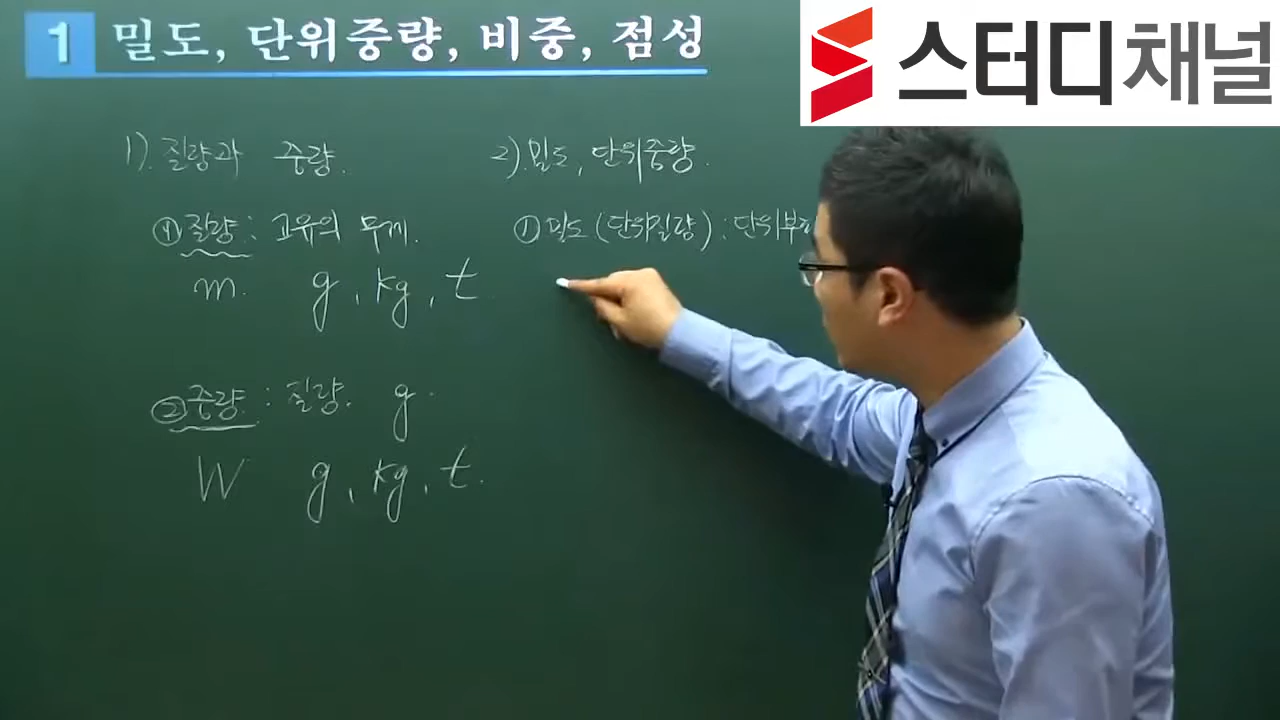 1 밀도, 단위중량, 비중, 점성
스터디채널
1). 질량과 중량.
① 질량 : 고유의 무게.
m. g, kg, t.
② 중량 : 질량. g.
W g, kg, t.
2). 밀도, 단위중량.
① 밀도 (단위질량) : 단위부